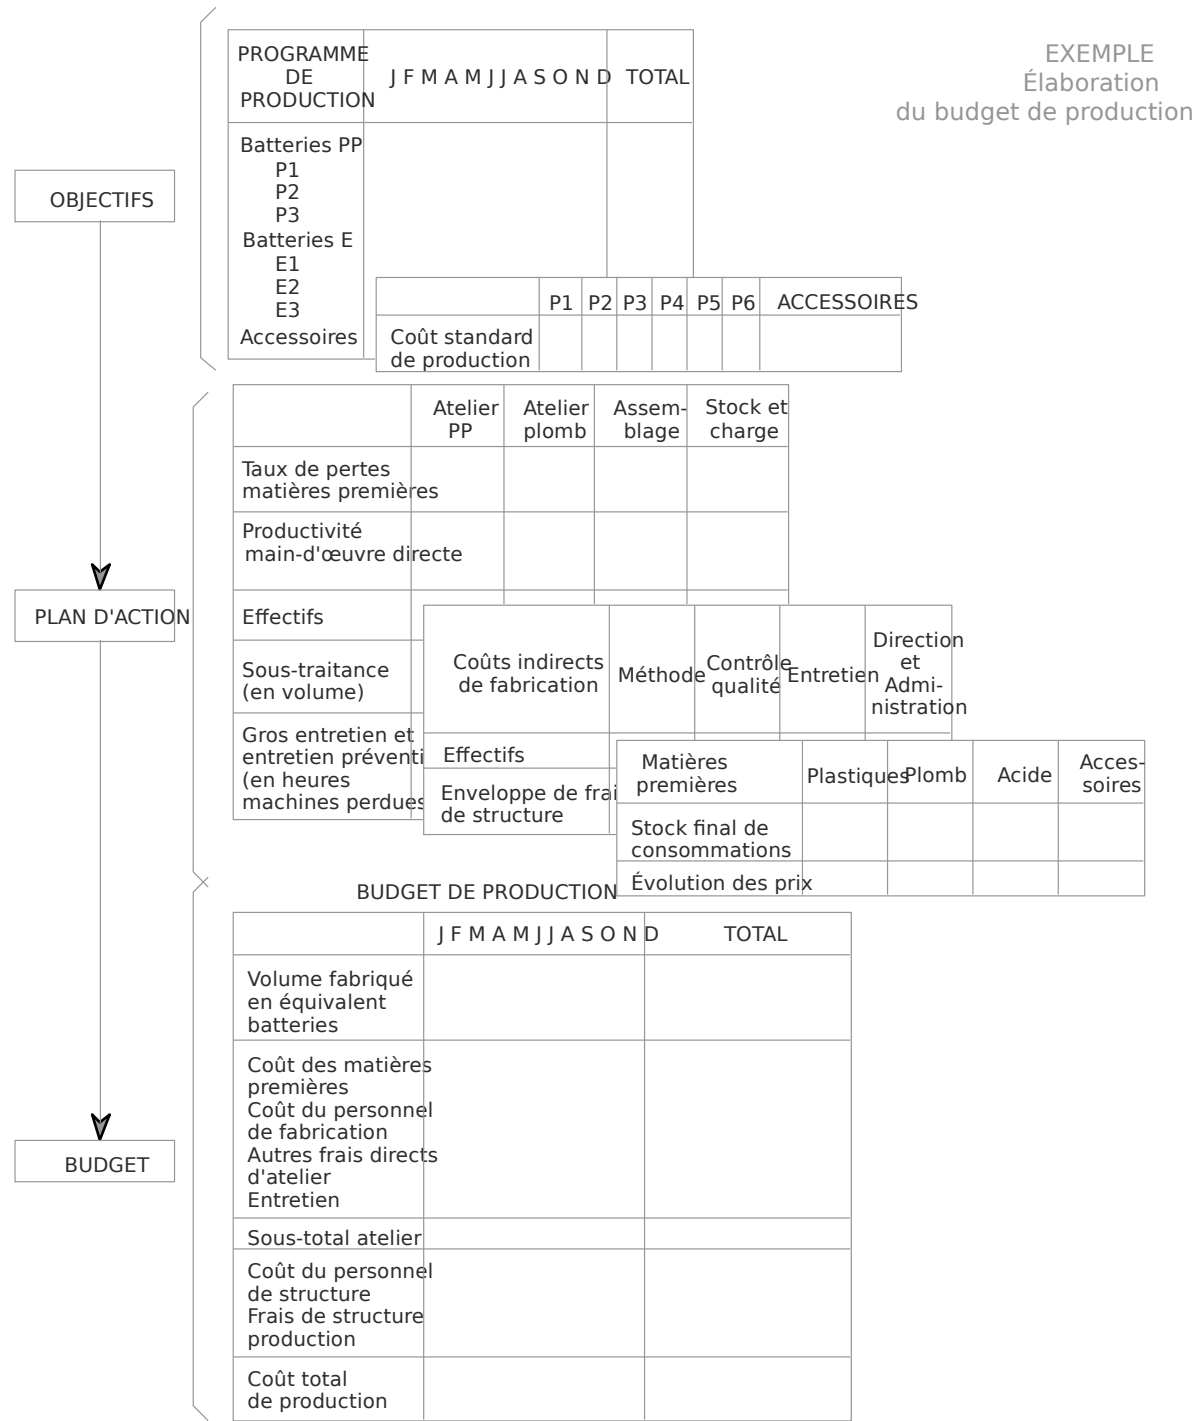 EXEMPLE
Élaboration
du budget de production
OBJECTIFS
PROGRAMME
DE
PRODUCTION
J F M A M J J A S O N D TOTAL
Batteries PP
P1
P2
P3
Batteries E
E1
E2
E3
Accessoires
P1 P2 P3 P4 P5 P6 ACCESSOIRES
Coût standard
de production
PLAN D'ACTION
Atelier
PP
Atelier
plomb
Assem-
blage
Stock et
charge
Taux de pertes
matières premières
Productivité
main-d'œuvre directe
Effectifs
Sous-traitance
(en volume)
Gros entretien et
entretien préventi
(en heures
machines perdues
Coûts indirects
de fabrication
Méthode
Contrôle
qualité
Entretien
Direction
et
Admi-
nistration
Effectifs
Enveloppe de frai
de structure
Matières
premières
Plastiques
Plomb
Acide
Acces-
soires
Stock final de
consommations
Évolution des prix
BUDGET
BUDGET DE PRODUCTION
J F M A M J J A S O N D TOTAL
Volume fabriqué
en équivalent
batteries
Coût des matières
premières
Coût du personnel
de fabrication
Autres frais directs
d'atelier
Entretien
Sous-total atelier
Coût du personnel
de structure
Frais de structure
production
Coût total
de production